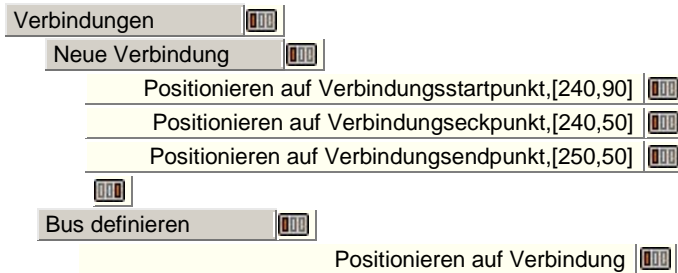 Verbindungen
Neue Verbindung
Positionieren auf Verbindungsstartpunkt,[240,90]
Positionieren auf Verbindungseckpunkt,[240,50]
Positionieren auf Verbindungsendpunkt,[250,50]
Bus definieren
Positionieren auf Verbindung